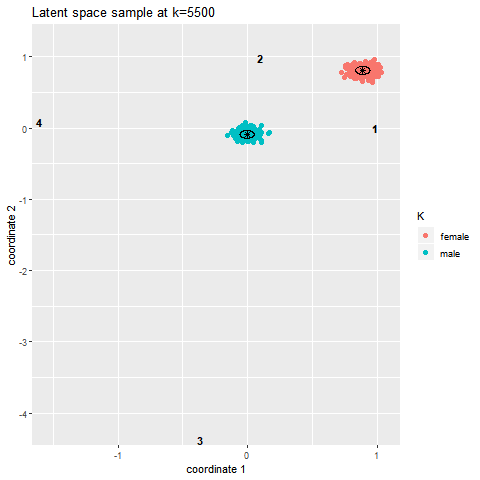 Latent space sample at k=5500
coordinate 2
1
0
-1
-2
-3
-4
2
1
4
3
-1
0
1
coordinate 1
K
female
male